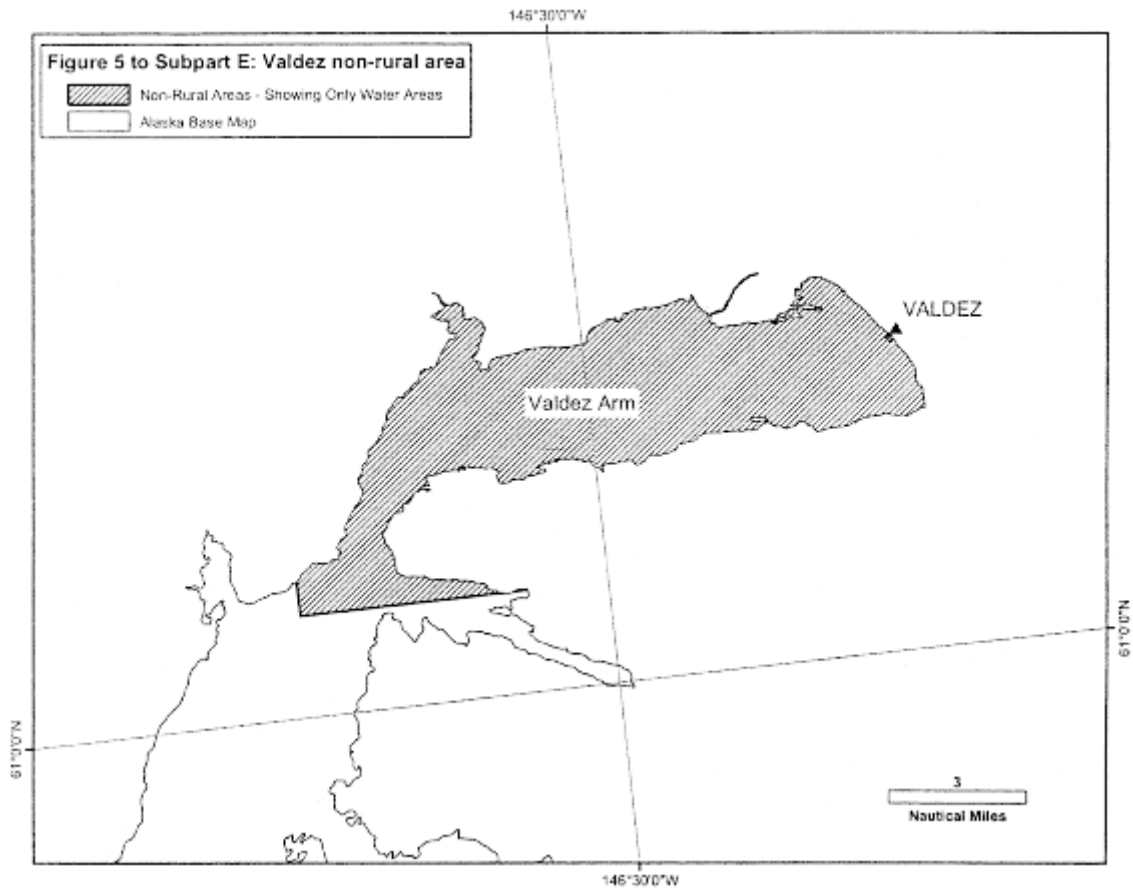 146°30'0"W
Figure 5 to Subpart E: Valdez non-rural area
Non-Rural Areas - Showing Only Water Areas
Alaska Base Map
VALDEZ
Valdez Arm
61°0'0"N
61°0'0"N
3
Nautical Miles
146°30'0"W